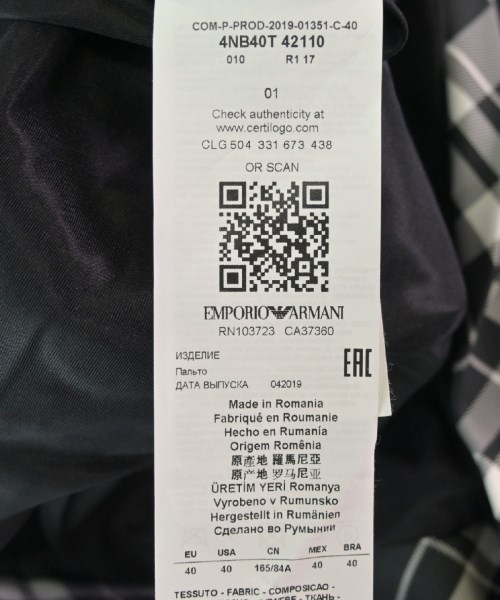 COM-P-PROD-2019-01351-C-40
4NB40T 42110
010 R1 17
01
Check authenticity at
www.certilogo.com
CLG 504 331 673 438
OR SCAN
EMPORIO ARMANI
RN103723 CA37360
ИЗДЕЛИЕ
Пальто
EAC
ДАТА ВЫПУСКА 042019
Made in Romania
Fabriqué en Roumanie
Hecho en Rumanía
Origem Romênia
原產地 羅馬尼亞
原产地 罗马尼亚
ÜRETİM YERİ Romanya
Vyrobeno v Rumunsko
Hergestellt in Rumänien
Сделано во Румынии
EU USA CN MEX BRA
40 40 165/84A 40 40
TESSUTO - FABRIC - COMPOSICAO -